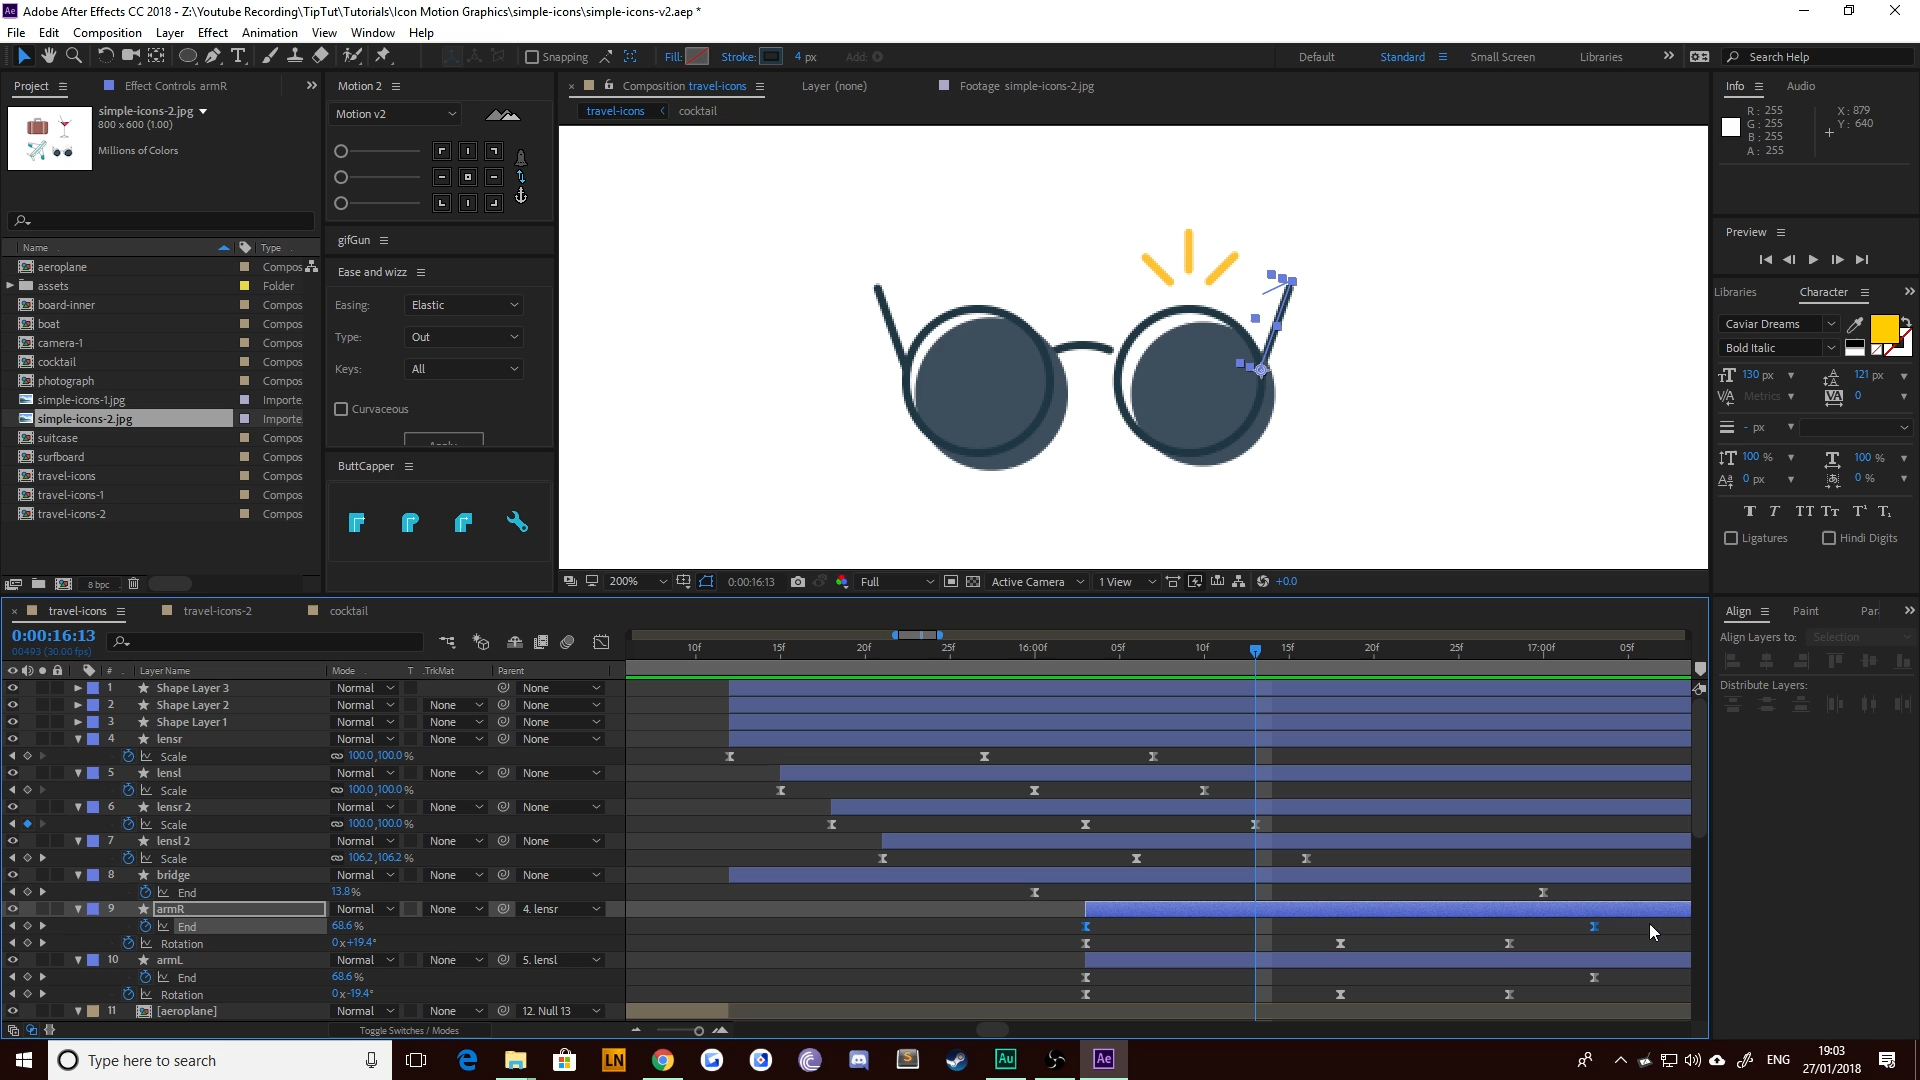 Adobe After Effects CC 2018 - Z:\Youtube Recording\TipTut\Tutorials\Icon Motion Graphics\simple-icons\simple-icons-v2.aep *
File Edit Composition Layer Effect Animation View Window Help
Snapping Fill: Stroke: 4 px Add: Default Standard Small Screen Libraries Search Help
Project Effect Controls armR
simple-icons-2.jpg
800 x 600 (1.00)
Millions of Colors
Name Type
aeroplane Compos
assets Folder
board-inner Compos
boat Compos
camera-1 Compos
cocktail Compos
photograph Compos
simple-icons-1.jpg Importe
simple-icons-2.jpg Importe
suitcase Compos
surfboard Compos
travel-icons Compos
travel-icons-1 Compos
travel-icons-2 Compos
8 bpc
Motion 2
Motion v2
gifGun
Ease and wizz
Easing: Elastic
Type: Out
Keys: All
Curvaceous
ButtCapper
Composition travel-icons Layer (none) Footage simple-icons-2.jpg
travel-icons cocktail
200% 0:00:16:13 Full Active Camera 1 View +0.0
Info Audio
R: 255 X: 879
G: 255 Y: 640
B: 255
A: 255
Preview
Libraries Character
Caviar Dreams
Bold Italic
130 px 121 px
Metrics 0
- px
100 % 100 %
0 px 0 %
Ligatures Hindi Digits
travel-icons travel-icons-2 cocktail
0:00:16:13
00493 (30.00 fps)
10f 15f 20f 25f 16:00f 05f 10f 15f 20f 25f 17:00f 05f
# Layer Name Mode T .TrkMat Parent
1 Shape Layer 3 Normal None
2 Shape Layer 2 Normal None None
3 Shape Layer 1 Normal None None
4 lensr Normal None None
Scale 100.0,100.0%
5 lensl Normal None None
Scale 100.0,100.0%
6 lensr 2 Normal None None
Scale 100.0,100.0%
7 lensl 2 Normal None None
Scale 106.2,106.2%
8 bridge Normal None None
End 13.8%
9 armR Normal None 4. lensr
End 68.6%
Rotation 0x+19.4°
10 armL Normal None 5. lensl
End 68.6%
Rotation 0x-19.4°
11 [aeroplane] Normal None 12. Null 13
Toggle Switches / Modes
Align Paint Par
Align Layers to: Selection
Distribute Layers:
Type here to search
LN Au Ae
ENG
19:03
27/01/2018